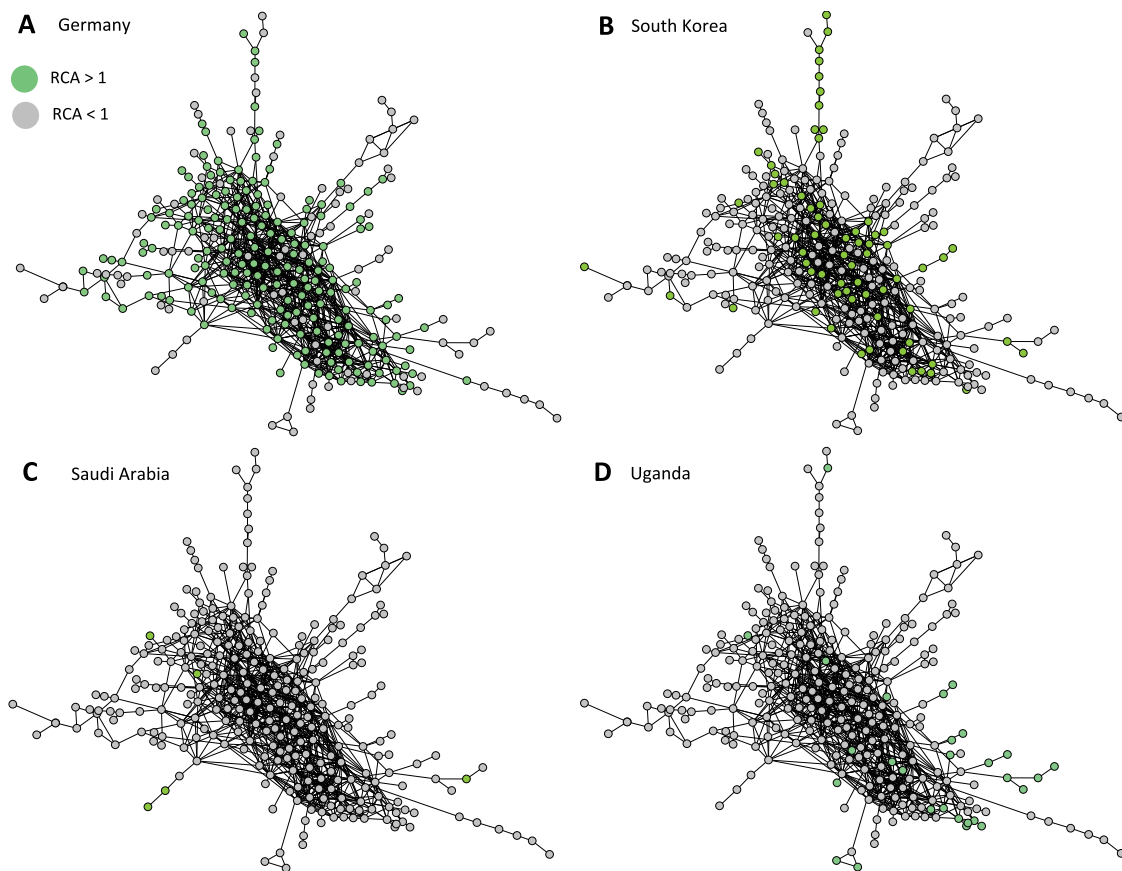 A Germany
B South Korea
RCA > 1
RCA < 1
C Saudi Arabia
D Uganda